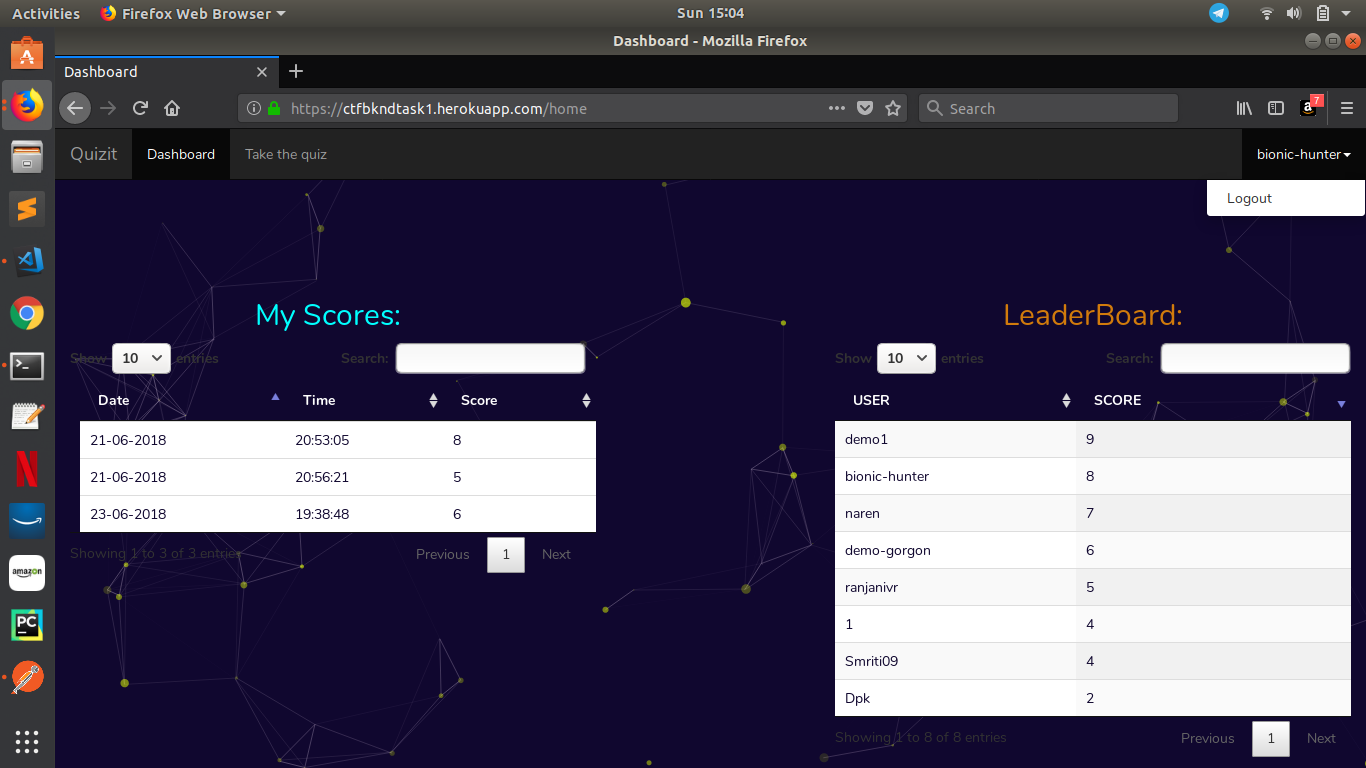 Activities Firefox Web Browser Sun 15:04
Dashboard - Mozilla Firefox
Dashboard
https://ctfbkndtask1.herokuapp.com/home Search 7
Quizit Dashboard Take the quiz bionic-hunter
Logout
My Scores:
Show 10 entries Search:
Date Time Score
21-06-2018 20:53:05 8
21-06-2018 20:56:21 5
23-06-2018 19:38:48 6
Showing 1 to 3 of 3 entries Previous 1 Next
LeaderBoard:
Show 10 entries Search:
USER SCORE
demo1 9
bionic-hunter 8
naren 7
demo-gorgon 6
ranjanivr 5
1 4
Smriti09 4
Dpk 2
Showing 1 to 8 of 8 entries Previous 1 Next
amazon
PC